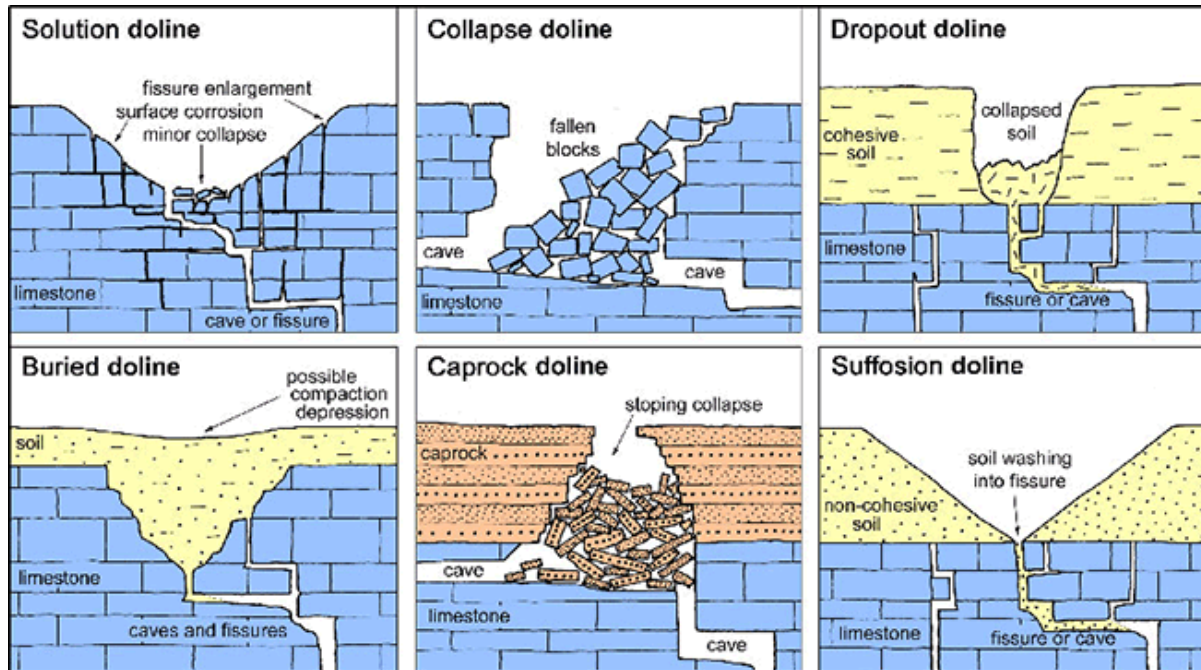 Solution doline
fissure enlargement
surface corrosion
minor collapse
limestone
cave or fissure
Collapse doline
fallen
blocks
cave
cave
limestone
Dropout doline
collapsed
soil
cohesive
soil
limestone
fissure or cave
Buried doline
possible
compaction
depression
soil
limestone
caves and fissures
Caprock doline
stoping collapse
caprock
cave
limestone
cave
Suffosion doline
soil washing
into fissure
non-cohesive
soil
limestone
fissure or cave